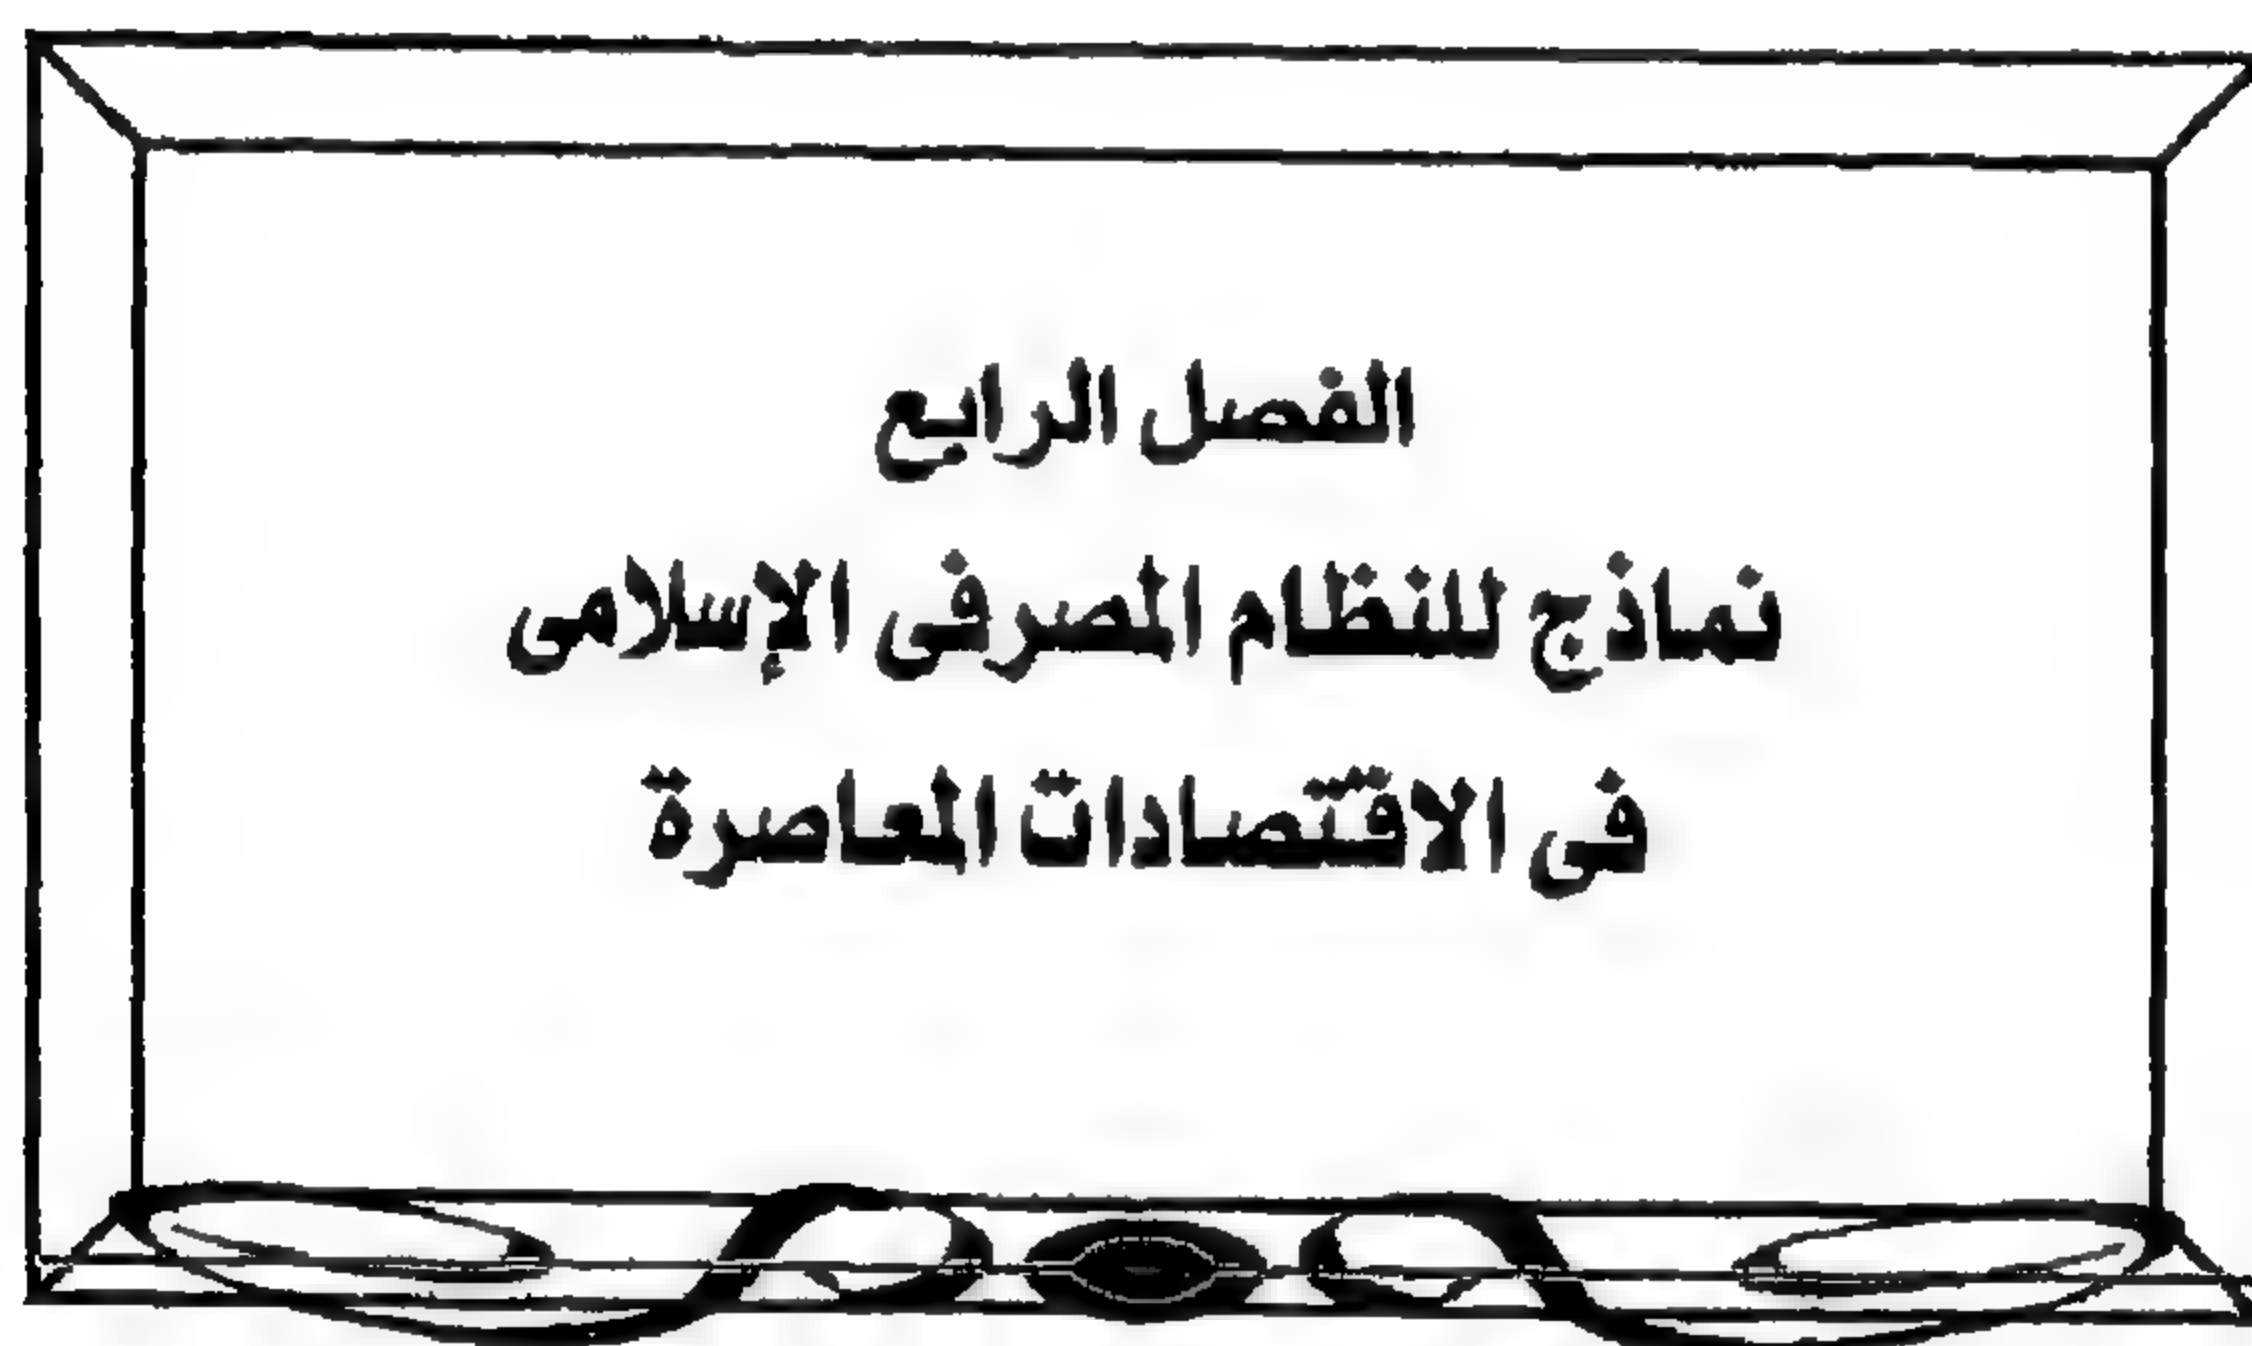 الفصل الرابع
نماذج للنظام المصرفى الإسلامى
فى الاقتصادات المعاصرة